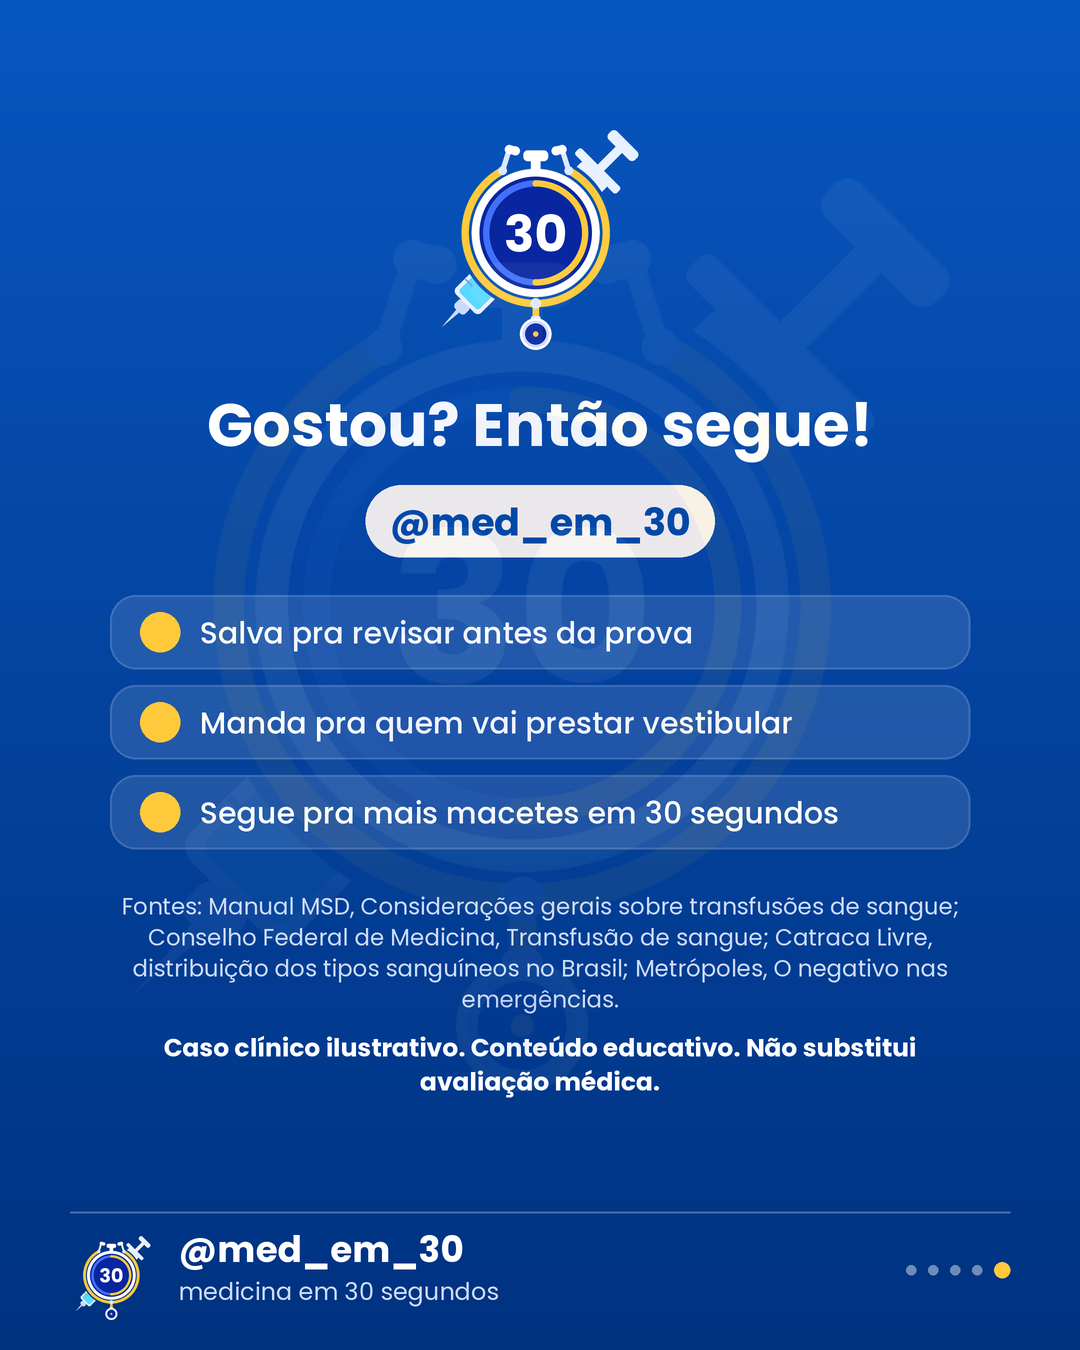 30
Gostou? Então segue!
@med_em_30
30
Salva pra revisar antes da prova
Manda pra quem vai prestar vestibular
Segue pra mais macetes em 30 segundos
Fontes: Manual MSD, Considerações gerais sobre transfusões de sangue;
Conselho Federal de Medicina, Transfusão de sangue; Catraca Livre,
distribuição dos tipos sanguíneos no Brasil; Metrópoles, O negativo nas
emergências.
Caso clínico ilustrativo. Conteúdo educativo. Não substitui
avaliação médica.
30
@med_em_30
medicina em 30 segundos